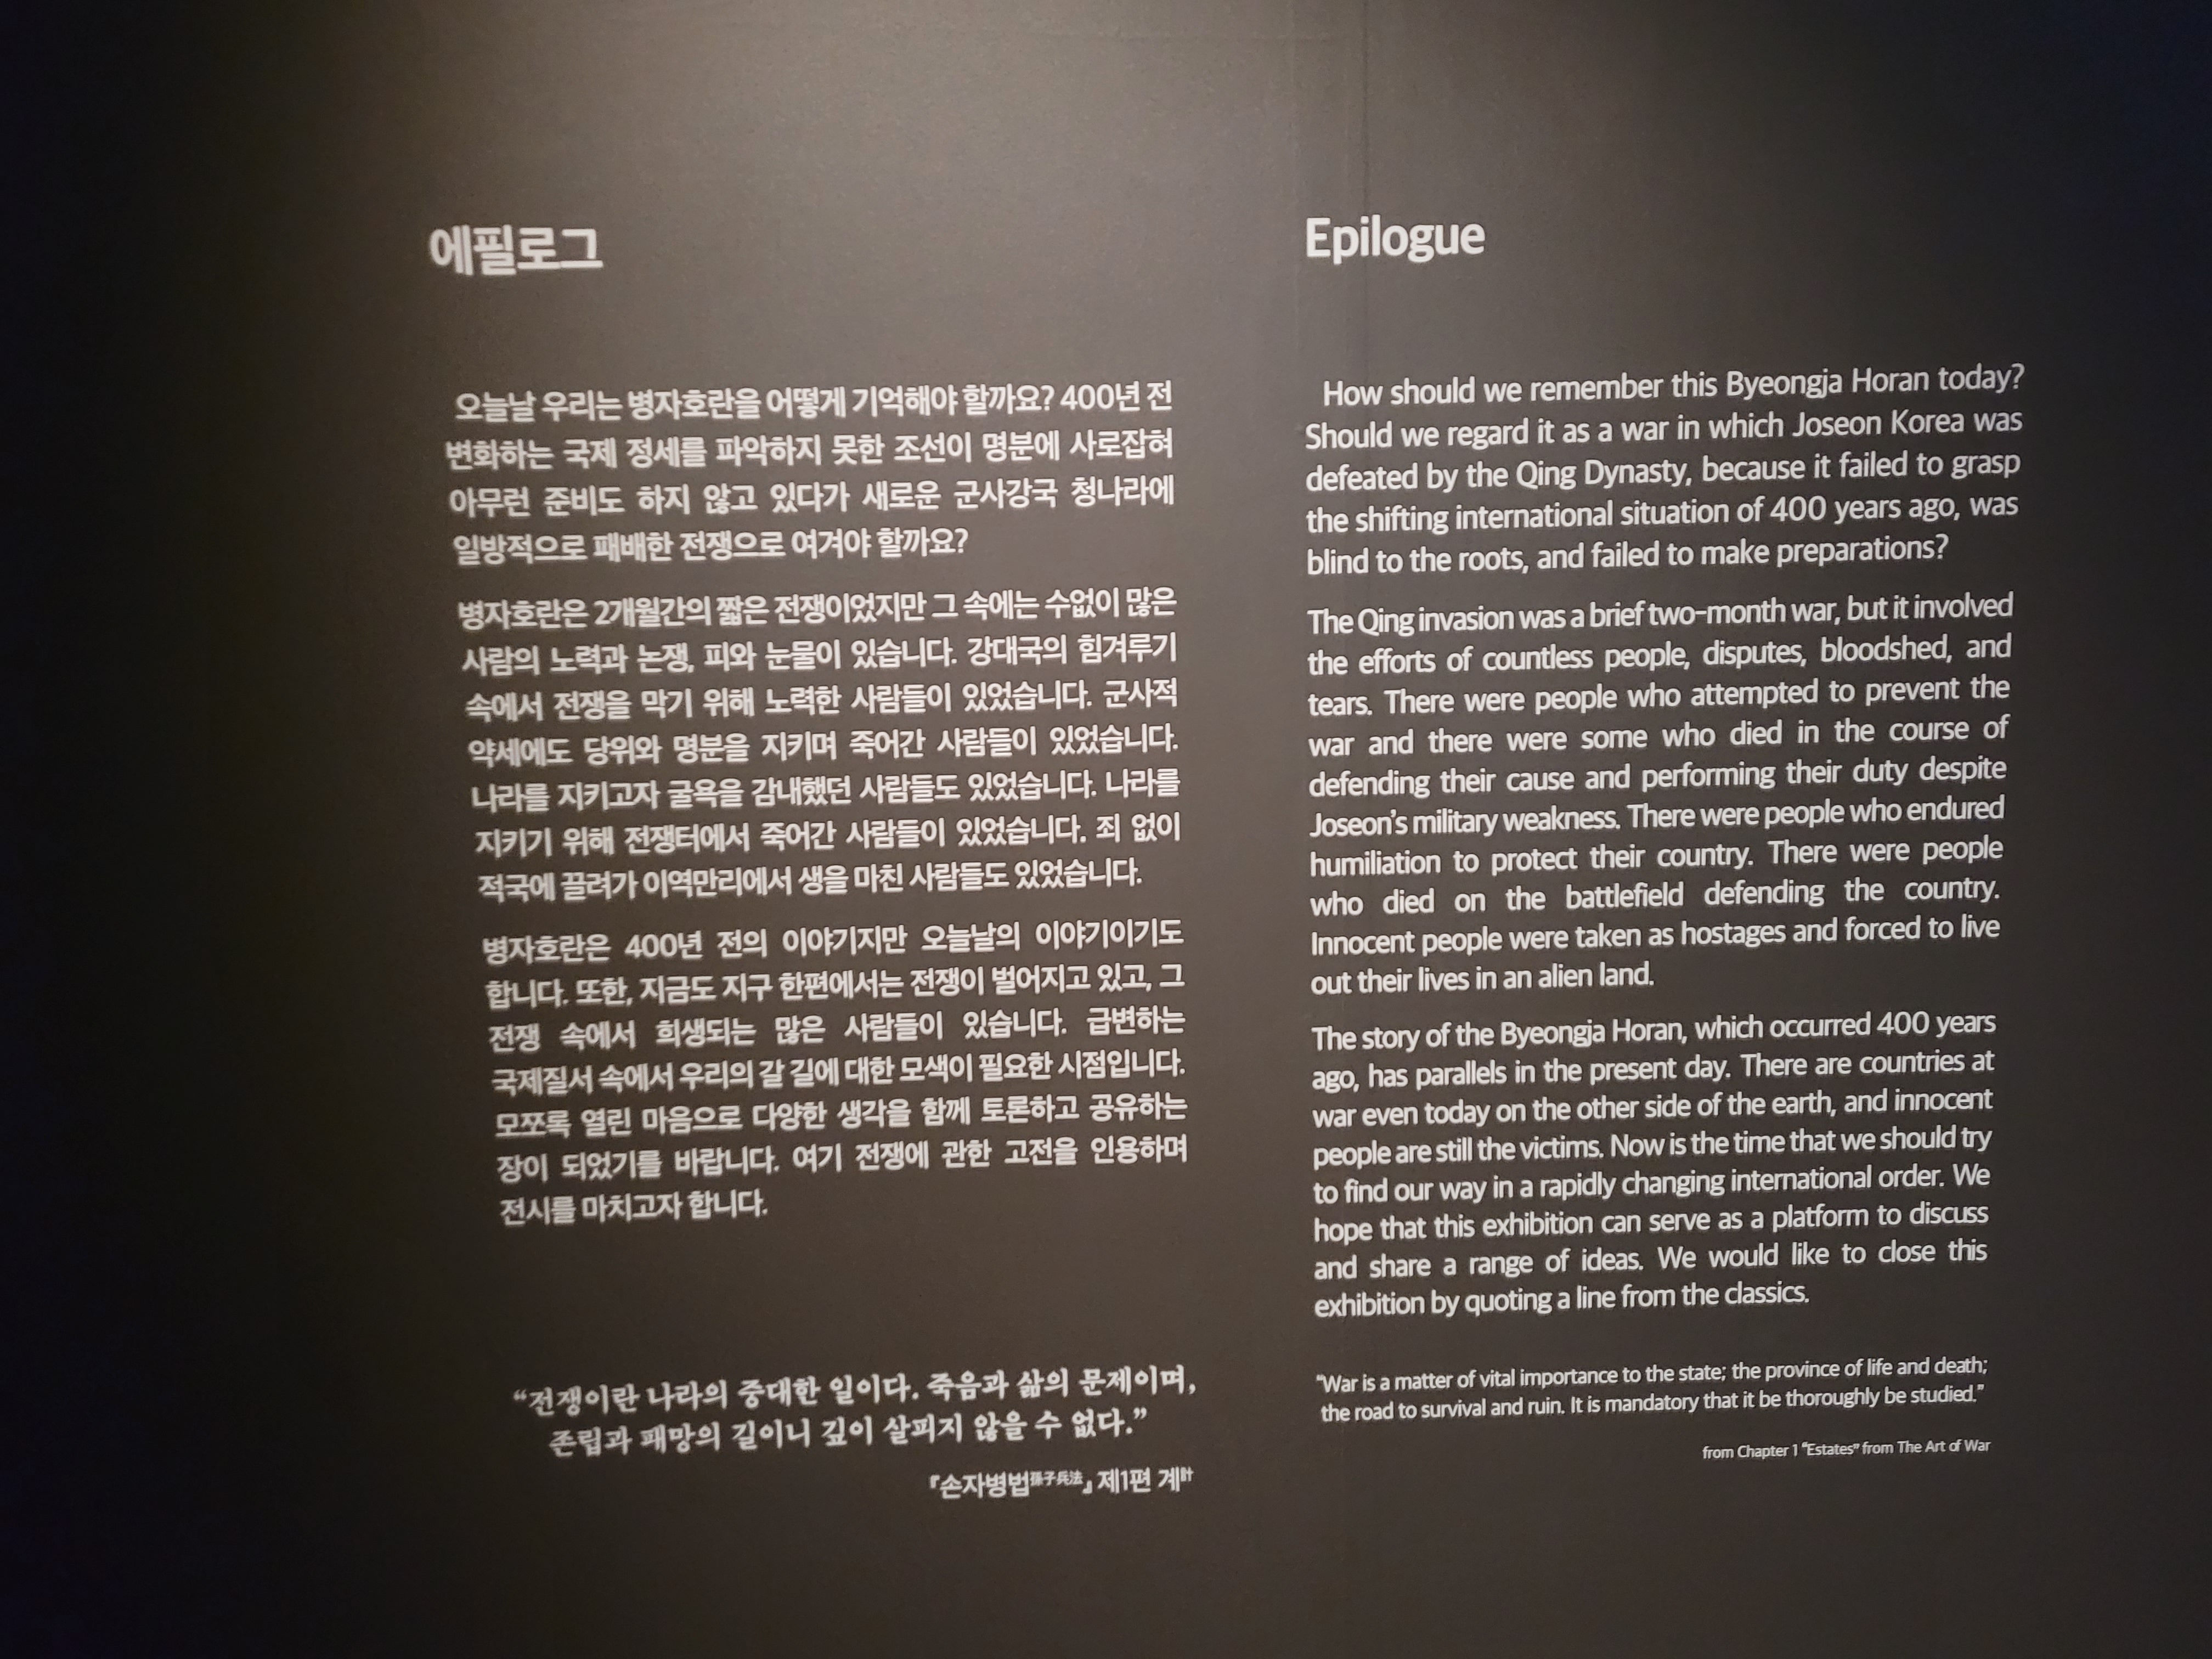 에필로그
오늘날 우리는 병자호란을 어떻게 기억해야 할까요? 400년 전
변화하는 국제 정세를 파악하지 못한 조선이 명분에 사로잡혀
아무런 준비도 하지 않고 있다가 새로운 군사강국 청나라에
일방적으로 패배한 전쟁으로 여겨야 할까요?
병자호란은 2개월간의 짧은 전쟁이었지만 그 속에는 수없이 많은
사람의 노력과 논쟁, 피와 눈물이 있습니다. 강대국의 힘겨루기
속에서 전쟁을 막기 위해 노력한 사람들이 있었습니다. 군사적
약세에도 당위와 명분을 지키며 죽어간 사람들이 있었습니다.
나라를 지키고자 굴욕을 감내했던 사람들도 있었습니다. 나라를
지키기 위해 전쟁터에서 죽어간 사람들이 있었습니다. 죄 없이
적국에 끌려가 이역만리에서 생을 마친 사람들도 있었습니다.
병자호란은 400년 전의 이야기지만 오늘날의 이야기이기도
합니다. 또한, 지금도 지구 한편에서는 전쟁이 벌어지고 있고, 그
전쟁 속에서 희생되는 많은 사람들이 있습니다. 급변하는
국제질서 속에서 우리의 갈 길에 대한 모색이 필요한 시점입니다.
모쪼록 열린 마음으로 다양한 생각을 함께 토론하고 공유하는
장이 되었기를 바랍니다. 여기 전쟁에 관한 고전을 인용하며
전시를 마치고자 합니다.
“전쟁이란 나라의 중대한 일이다. 죽음과 삶의 문제이며,
존립과 패망의 길이니 깊이 살피지 않을 수 없다.”
『손자병법孫子兵法』 제1편 계計
Epilogue
How should we remember this Byeongja Horan today?
Should we regard it as a war in which Joseon Korea was
defeated by the Qing Dynasty, because it failed to grasp
the shifting international situation of 400 years ago, was
blind to the roots, and failed to make preparations?
The Qing invasion was a brief two-month war, but it involved
the efforts of countless people, disputes, bloodshed, and
tears. There were people who attempted to prevent the
war and there were some who died in the course of
defending their cause and performing their duty despite
Joseon’s military weakness. There were people who endured
humiliation to protect their country. There were people
who died on the battlefield defending the country.
Innocent people were taken as hostages and forced to live
out their lives in an alien land.
The story of the Byeongja Horan, which occurred 400 years
ago, has parallels in the present day. There are countries at
war even today on the other side of the earth, and innocent
people are still the victims. Now is the time that we should try
to find our way in a rapidly changing international order. We
hope that this exhibition can serve as a platform to discuss
and share a range of ideas. We would like to close this
exhibition by quoting a line from the classics.
“War is a matter of vital importance to the state; the province of life and death;
the road to survival and ruin. It is mandatory that it be thoroughly be studied.”
from Chapter 1 “Estates” from The Art of War